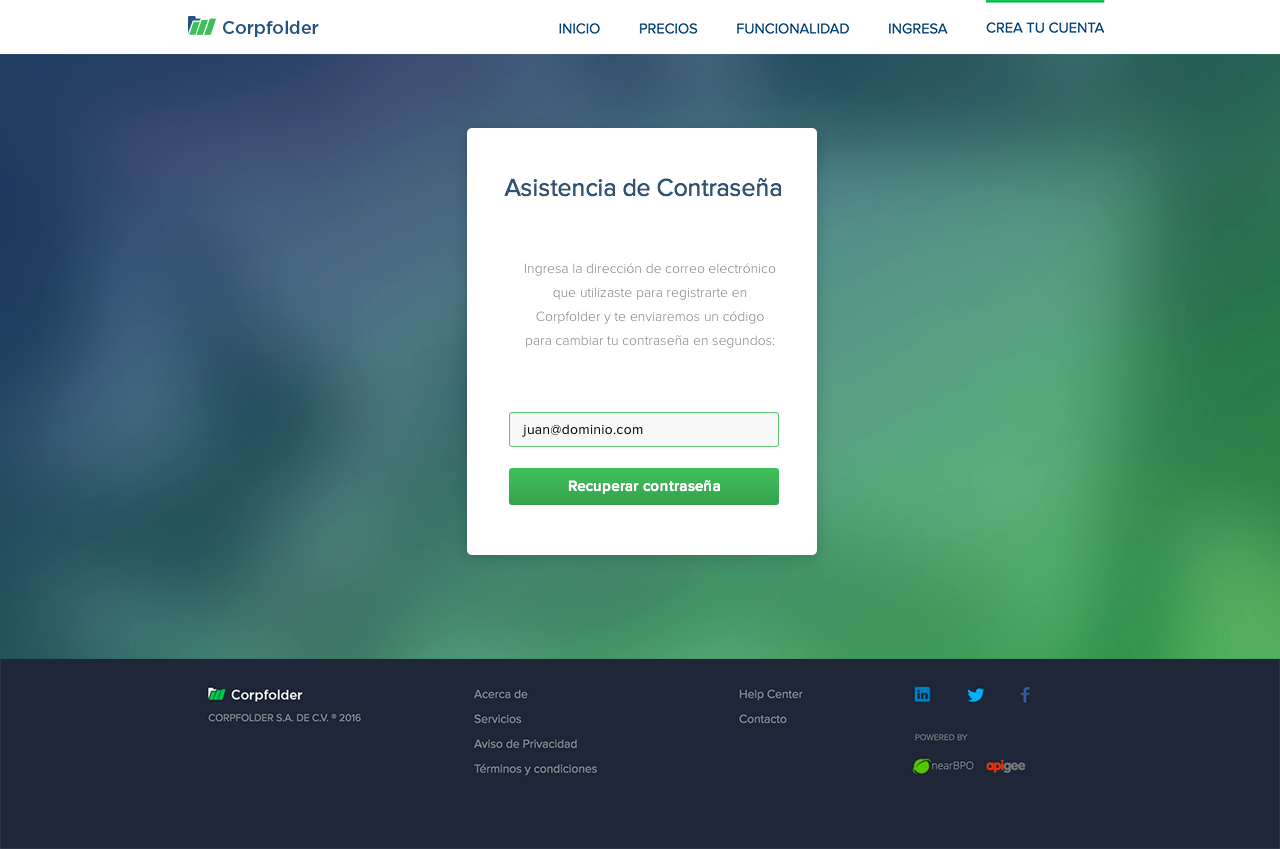 Corpfolder
INICIO
PRECIOS
FUNCIONALIDAD
INGRESA
CREA TU CUENTA
Asistencia de Contraseña
Ingresa la dirección de correo electrónico
que utilizaste para registrarte en
Corpfolder y te enviaremos un código
para cambiar tu contraseña en segundos:
juan@dominio.com
Recuperar contraseña
Corpfolder
CORPFOLDER S.A. DE C.V. ® 2016
Acerca de
Servicios
Aviso de Privacidad
Términos y condiciones
Help Center
Contacto
in
f
POWERED BY
nearBPO
apigee